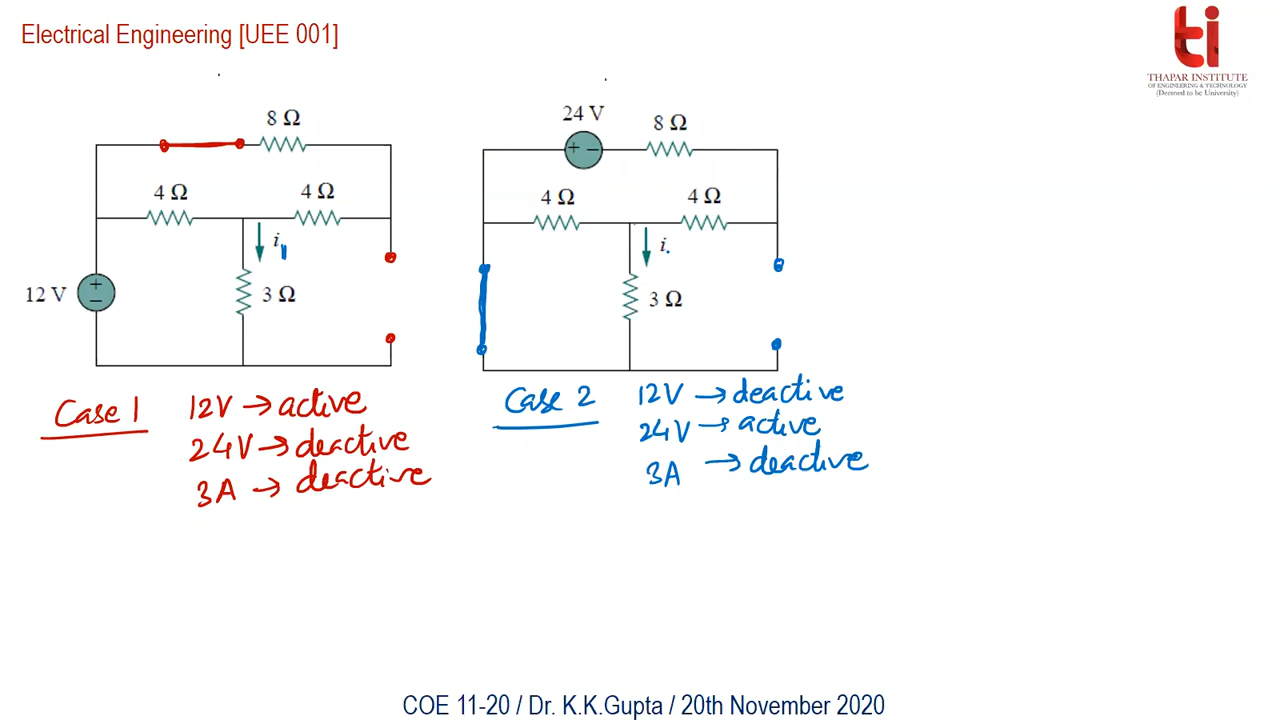 Electrical Engineering [UEE 001]
ti
THAPAR INSTITUTE
OF ENGINEERING & TECHNOLOGY
(Deemed to be University)
8 Ω
4 Ω
4 Ω
i1
12 V
+
−
3 Ω
24 V
+ −
8 Ω
4 Ω
4 Ω
i
3 Ω
Case 1
12V → active
24V → deactive
3A → deactive
Case 2
12V → deactive
24V → active
3A → deactive
COE 11-20 / Dr. K.K.Gupta / 20th November 2020